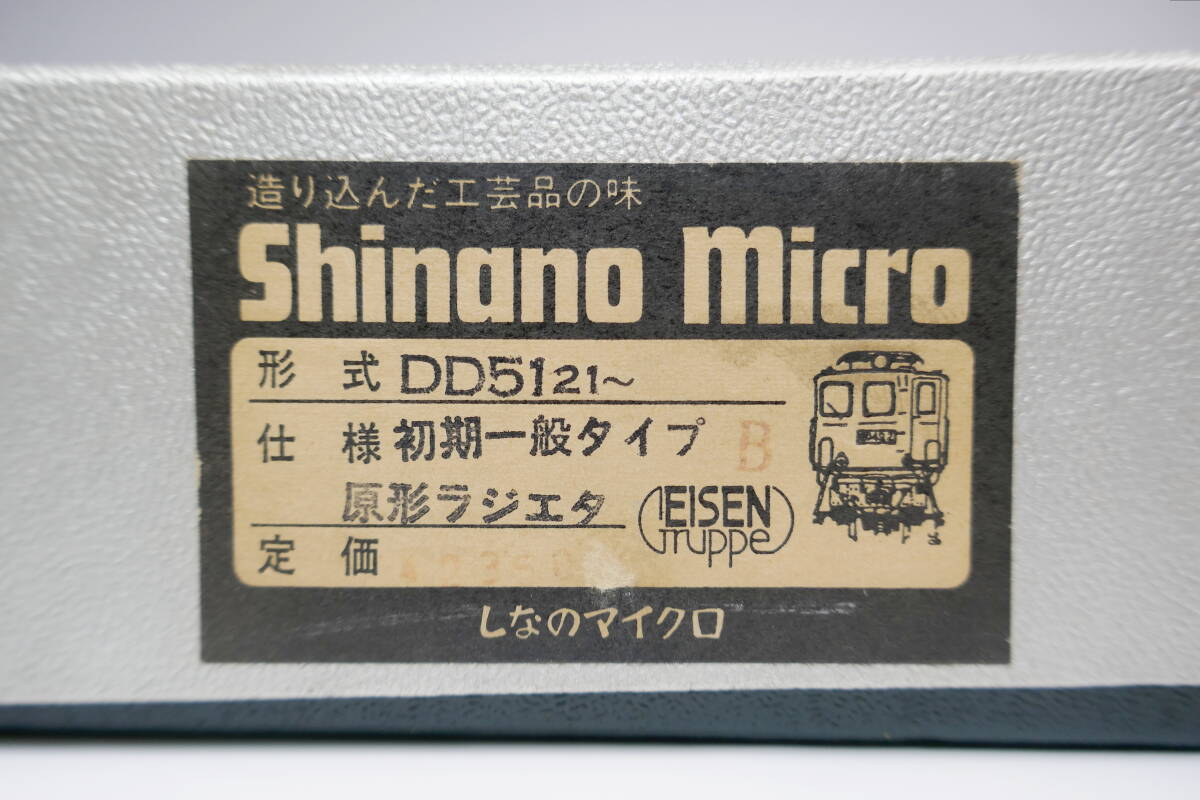 造り込んだ工芸品の味
Shinano Micro
形式 DD5121~
仕様 初期一般タイプ B
原形ラジエタ
EISEN
truppe
定価
しなのマイクロ